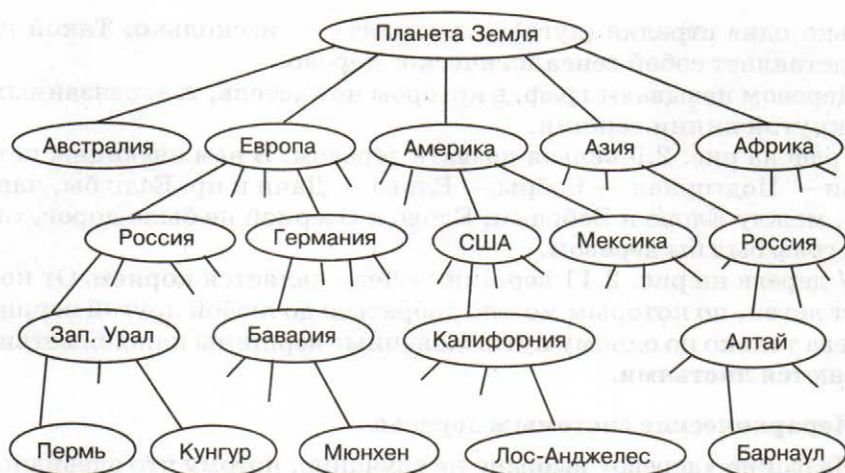 Планета Земля
Австралия Европа Америка Азия Африка
Россия Германия США Мексика Россия
Зап. Урал Бавария Калифорния Алтай
Пермь Кунгур Мюнхен Лос-Анджелес Барнаул